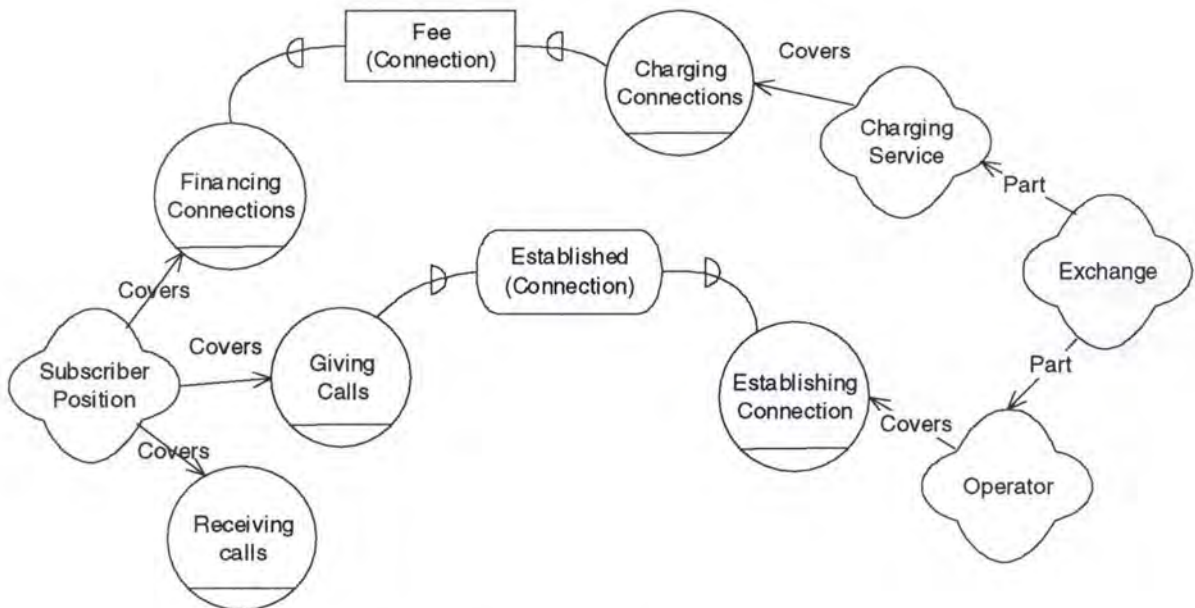 Fee
(Connection)
Covers
Charging
Connections
Charging
Service
Financing
Connections
Part
Established
(Connection)
Exchange
Covers
Covers
Giving
Calls
Part
Subscriber
Position
Establishing
Connection
Covers
Covers
Operator
Receiving
calls